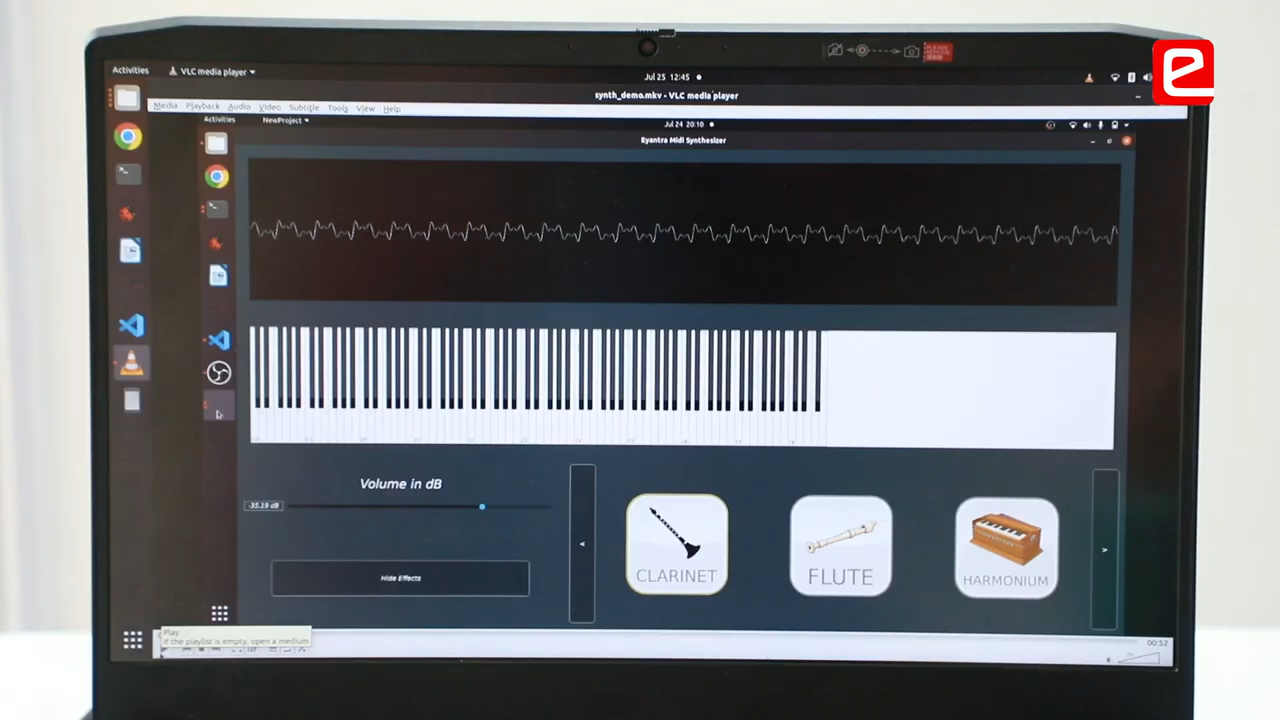 Activities VLC media player Jul 25 12:45
synth_demo.mkv - VLC media player
Media Playback Audio Video Subtitle Tools View Help
Activities NewProject Jul 24 20:10
Eyantra Midi Synthesizer
Volume in dB
-35.19 dB
Hide Effects
<
CLARINET
FLUTE
HARMONIUM
>
Play
If the playlist is empty, open a medium
00:52
e